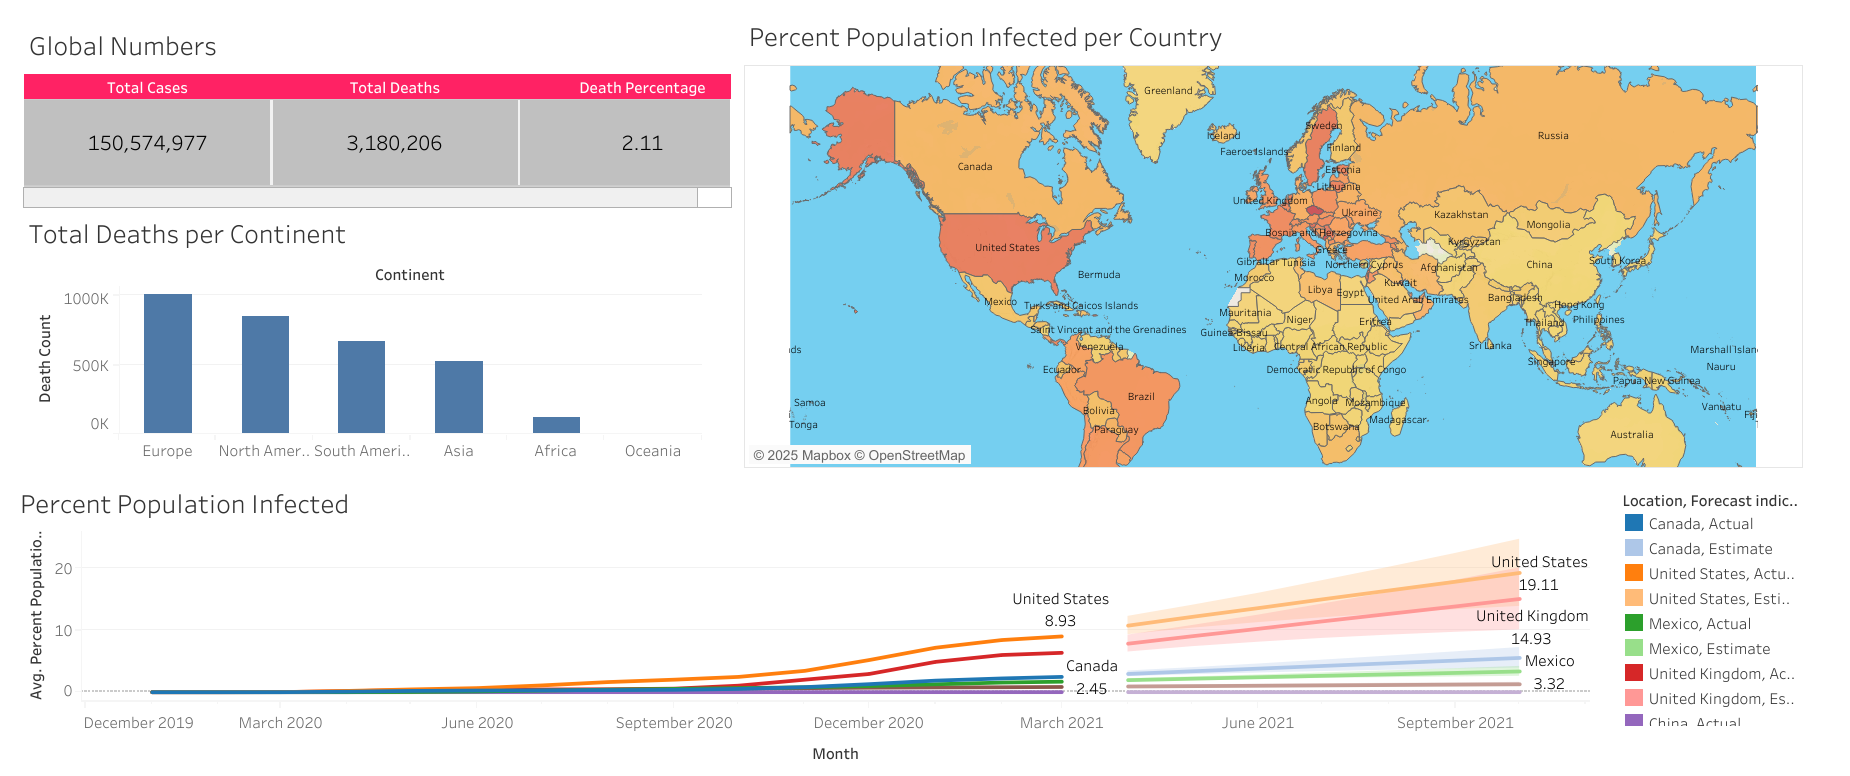 Global Numbers
Total Cases Total Deaths Death Percentage
150,574,977 3,180,206 2.11
Total Deaths per Continent
Continent
Death Count
1000K
500K
0K
Europe North Amer.. South Ameri.. Asia Africa Oceania
Percent Population Infected per Country
Greenland
Iceland
Sweden
Russia
Faeroe Islands
Finland
Canada
Estonia
Lithuania
United Kingdom
Ukraine
Kazakhstan
Mongolia
Bosnia and Herzegovina
United States
Greece
Kyrgyzstan
Gibraltar Tunisia
Northern Cyprus
Afghanistan
China
South Korea
Bermuda
Morocco
Kuwait
Libya
Egypt
United Arab Emirates
Bangladesh
Hong Kong
Mexico
Turks and Caicos Islands
Mauritania
Niger
Eritrea
Thailand
Philippines
Saint Vincent and the Grenadines
Guinea-Bissau
Venezuela
Liberia
Central African Republic
Sri Lanka
nds
Marshall Islan
Ecuador
Democratic Republic of Congo
Singapore
Nauru
Papua New Guinea
Brazil
Samoa
Angola
Mozambique
Vanuatu
Bolivia
Tonga
Madagascar
Paraguay
Botswana
Australia
© 2025 Mapbox © OpenStreetMap
Percent Population Infected
Avg. Percent Populatio..
20
10
0
United States
8.93
Canada
2.45
United States
19.11
United Kingdom
14.93
Mexico
3.32
December 2019 March 2020 June 2020 September 2020 December 2020 March 2021 June 2021 September 2021
Month
Location, Forecast indic..
Canada, Actual
Canada, Estimate
United States, Actu..
United States, Esti..
Mexico, Actual
Mexico, Estimate
United Kingdom, Ac..
United Kingdom, Es..
China, Actual